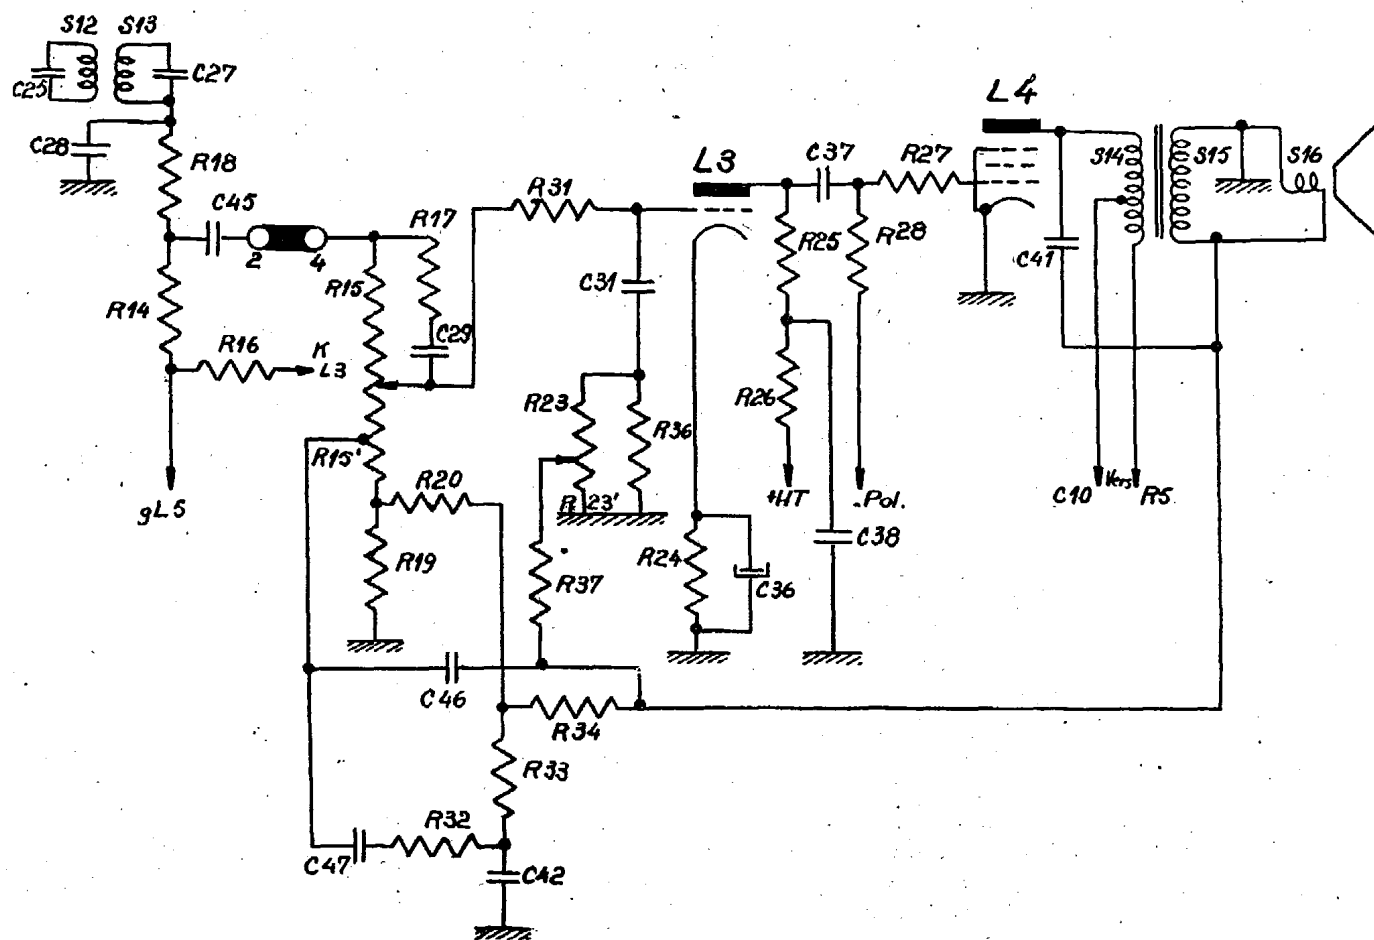 S12 S13
C25
C27
C28
R18
C45
2 4
R14
R16
K
L3
gL5
R17
R15
C29
R15'
R20
R19
R31
C31
R23
R36
R23'
R37
L3
R24
C36
C37
R27
R25
R28
R26
+HT
-Pol.
C38
L4
C41
S14
S15
S16
C10
Vers
R5
C46
R34
R33
R32
C47
C42